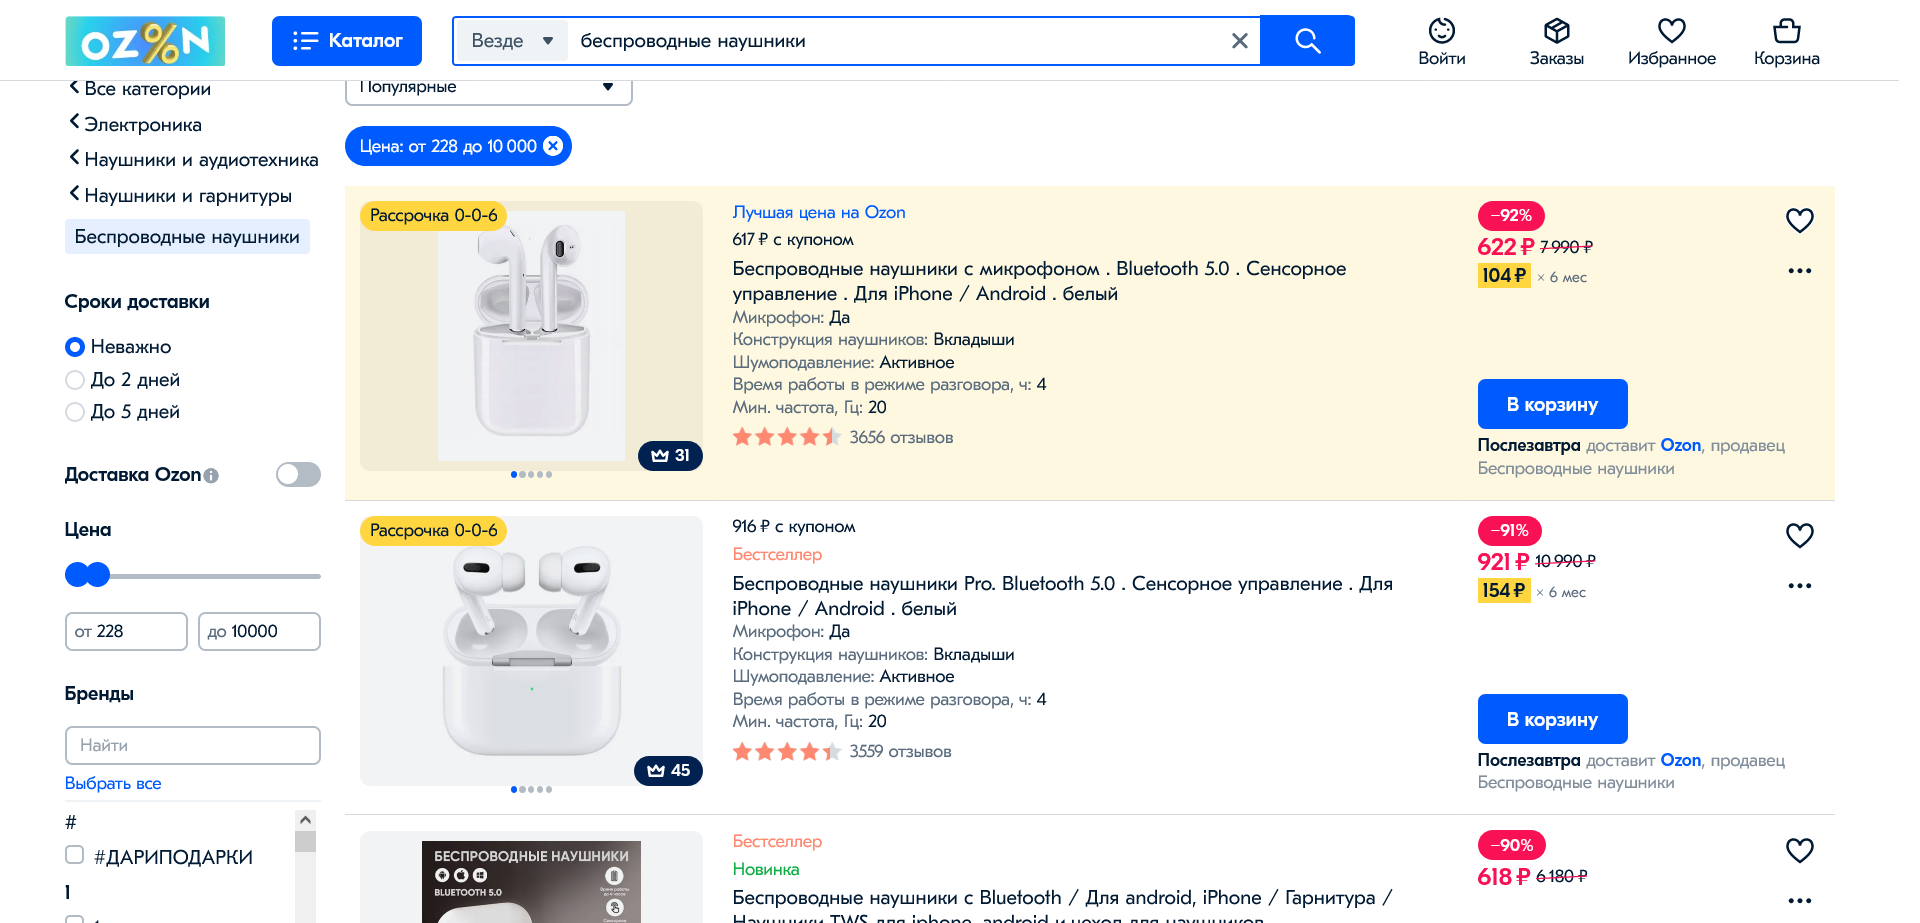 OZ%N
Каталог
Везде
беспроводные наушники
Войти
Заказы
Избранное
Корзина
Все категории
Электроника
Наушники и аудиотехника
Наушники и гарнитуры
Беспроводные наушники
Сроки доставки
Неважно
До 2 дней
До 5 дней
Доставка Ozon
Цена
от 228
до 10000
Бренды
Найти
Выбрать все
#
#ДАРИПОДАРКИ
1
Популярные
Цена: от 228 до 10 000
Рассрочка 0-0-6
31
Лучшая цена на Ozon
617 ₽ с купоном
Беспроводные наушники с микрофоном . Bluetooth 5.0 . Сенсорное
управление . Для iPhone / Android . белый
Микрофон: Да
Конструкция наушников: Вкладыши
Шумоподавление: Активное
Время работы в режиме разговора, ч: 4
Мин. частота, Гц: 20
3656 отзывов
−92%
622 ₽ 7 990 ₽
104 ₽ × 6 мес
В корзину
Послезавтра доставит Ozon, продавец
Беспроводные наушники
Рассрочка 0-0-6
45
916 ₽ с купоном
Бестселлер
Беспроводные наушники Pro. Bluetooth 5.0 . Сенсорное управление . Для
iPhone / Android . белый
Микрофон: Да
Конструкция наушников: Вкладыши
Шумоподавление: Активное
Время работы в режиме разговора, ч: 4
Мин. частота, Гц: 20
3559 отзывов
−91%
921 ₽ 10 990 ₽
154 ₽ × 6 мес
В корзину
Послезавтра доставит Ozon, продавец
Беспроводные наушники
БЕСПРОВОДНЫЕ НАУШНИКИ
BLUETOOTH 5.0
Бестселлер
Новинка
Беспроводные наушники с Bluetooth / Для android, iPhone / Гарнитура /
Наушники TWS для iphone, android и чехол для наушников
−90%
618 ₽ 6 180 ₽